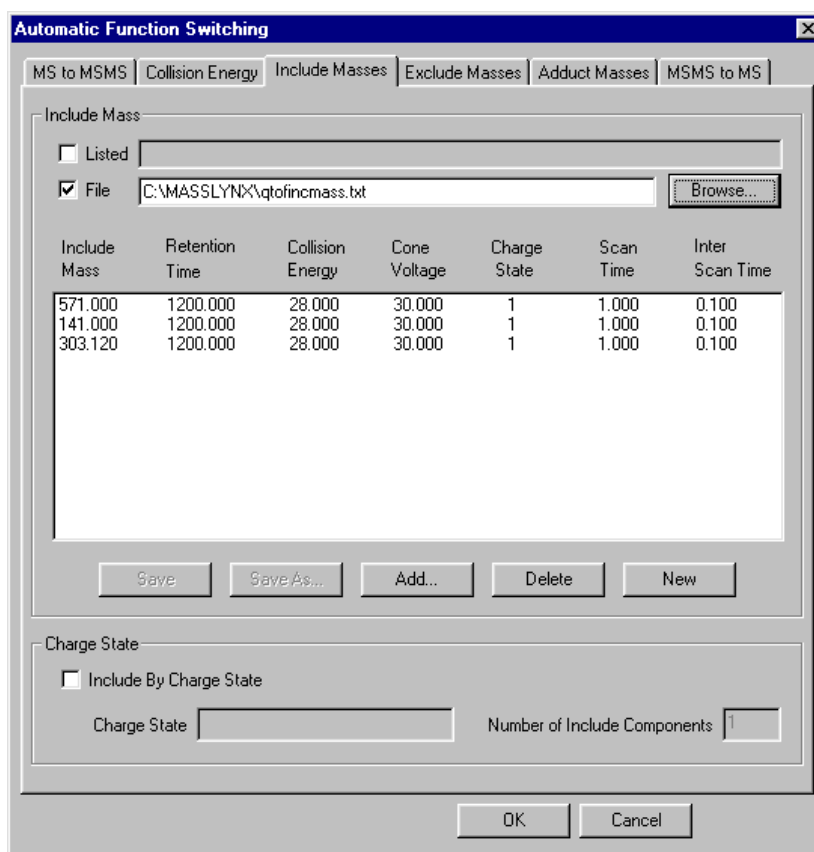 Automatic Function Switching
MS to MSMS Collision Energy Include Masses Exclude Masses Adduct Masses MSMS to MS
Include Mass
Listed
File C:\MASSLYNX\qtofincmass.txt Browse...
Include Retention Collision Cone Charge Scan Inter
Mass Time Energy Voltage State Time Scan Time
571.000 1200.000 28.000 30.000 1 1.000 0.100
141.000 1200.000 28.000 30.000 1 1.000 0.100
303.120 1200.000 28.000 30.000 1 1.000 0.100
Save Save As... Add... Delete New
Charge State
Include By Charge State
Charge State Number of Include Components 1
OK Cancel